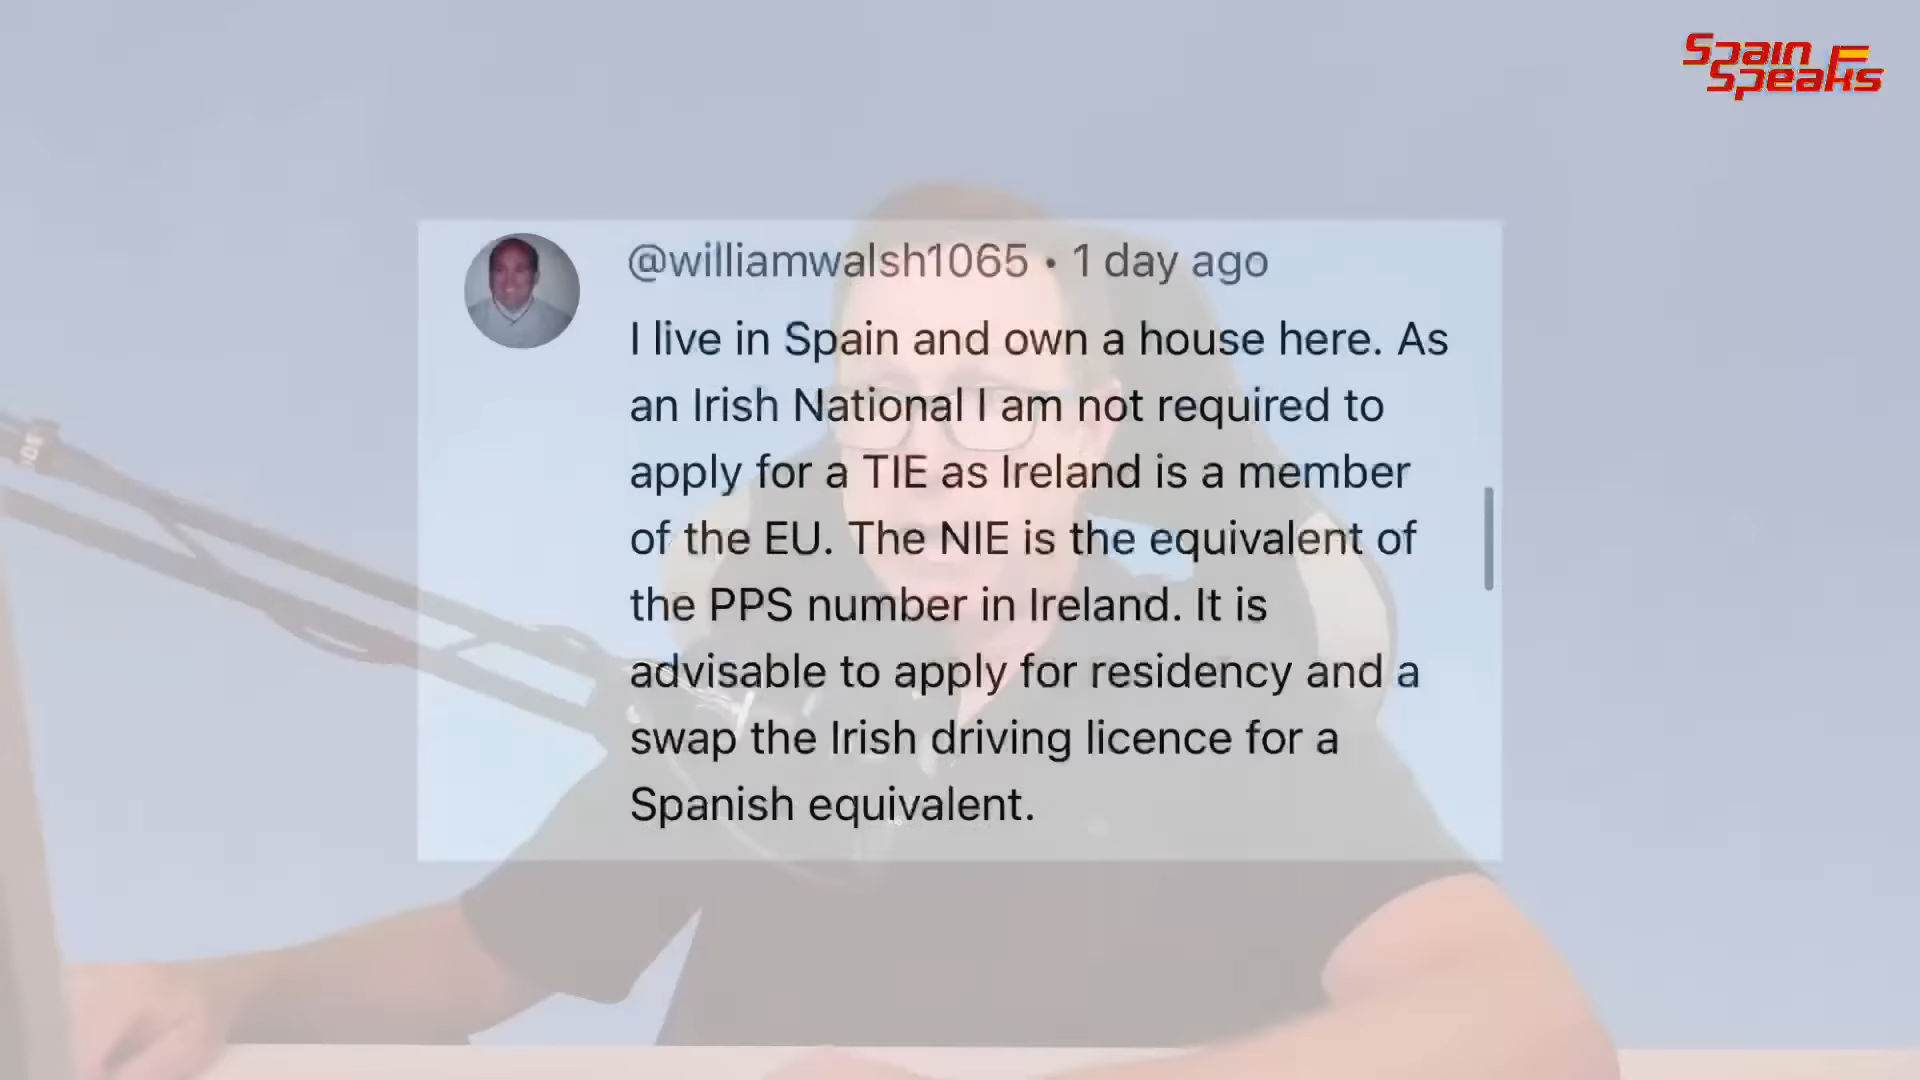 Spain
Speaks
@williamwalsh1065 • 1 day ago
I live in Spain and own a house here. As
an Irish National I am not required to
apply for a TIE as Ireland is a member
of the EU. The NIE is the equivalent of
the PPS number in Ireland. It is
advisable to apply for residency and a
swap the Irish driving licence for a
Spanish equivalent.